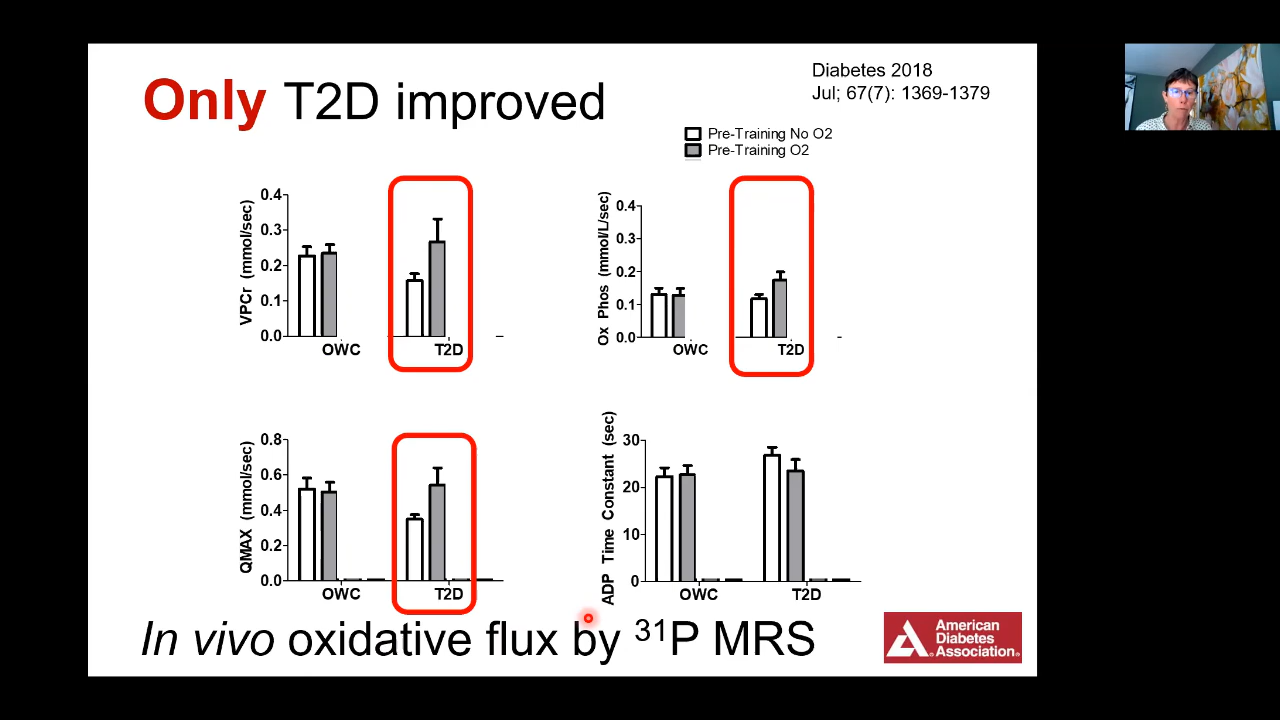 Only T2D improved
Diabetes 2018
Jul; 67(7): 1369-1379
Pre-Training No O2
Pre-Training O2
VPCr (mmol/sec)
0.4
0.3
0.2
0.1
0.0
OWC
T2D
Ox Phos (mmol/L/sec)
0.4
0.3
0.2
0.1
0.0
OWC
T2D
QMAX (mmol/sec)
0.8
0.6
0.4
0.2
0.0
OWC
T2D
ADP Time Constant (sec)
30
20
10
0
OWC
T2D
In vivo oxidative flux by ³¹P MRS
American
Diabetes
Association®